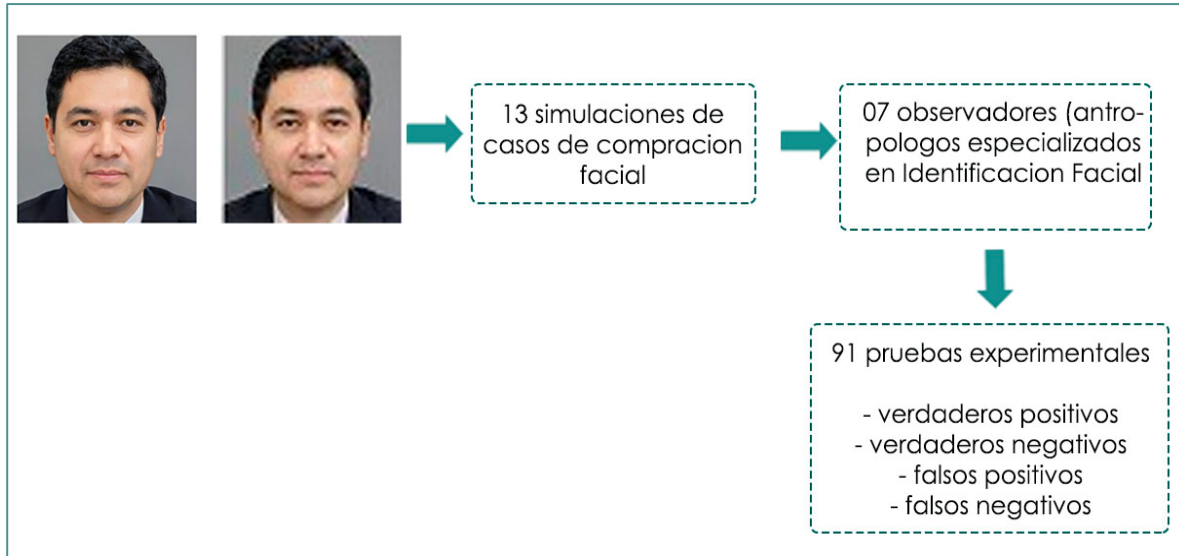 13 simulaciones de
casos de compracion
facial
07 observadores (antro-
pologos especializados
en Identificacion Facial
91 pruebas experimentales
- verdaderos positivos
- verdaderos negativos
- falsos positivos
- falsos negativos